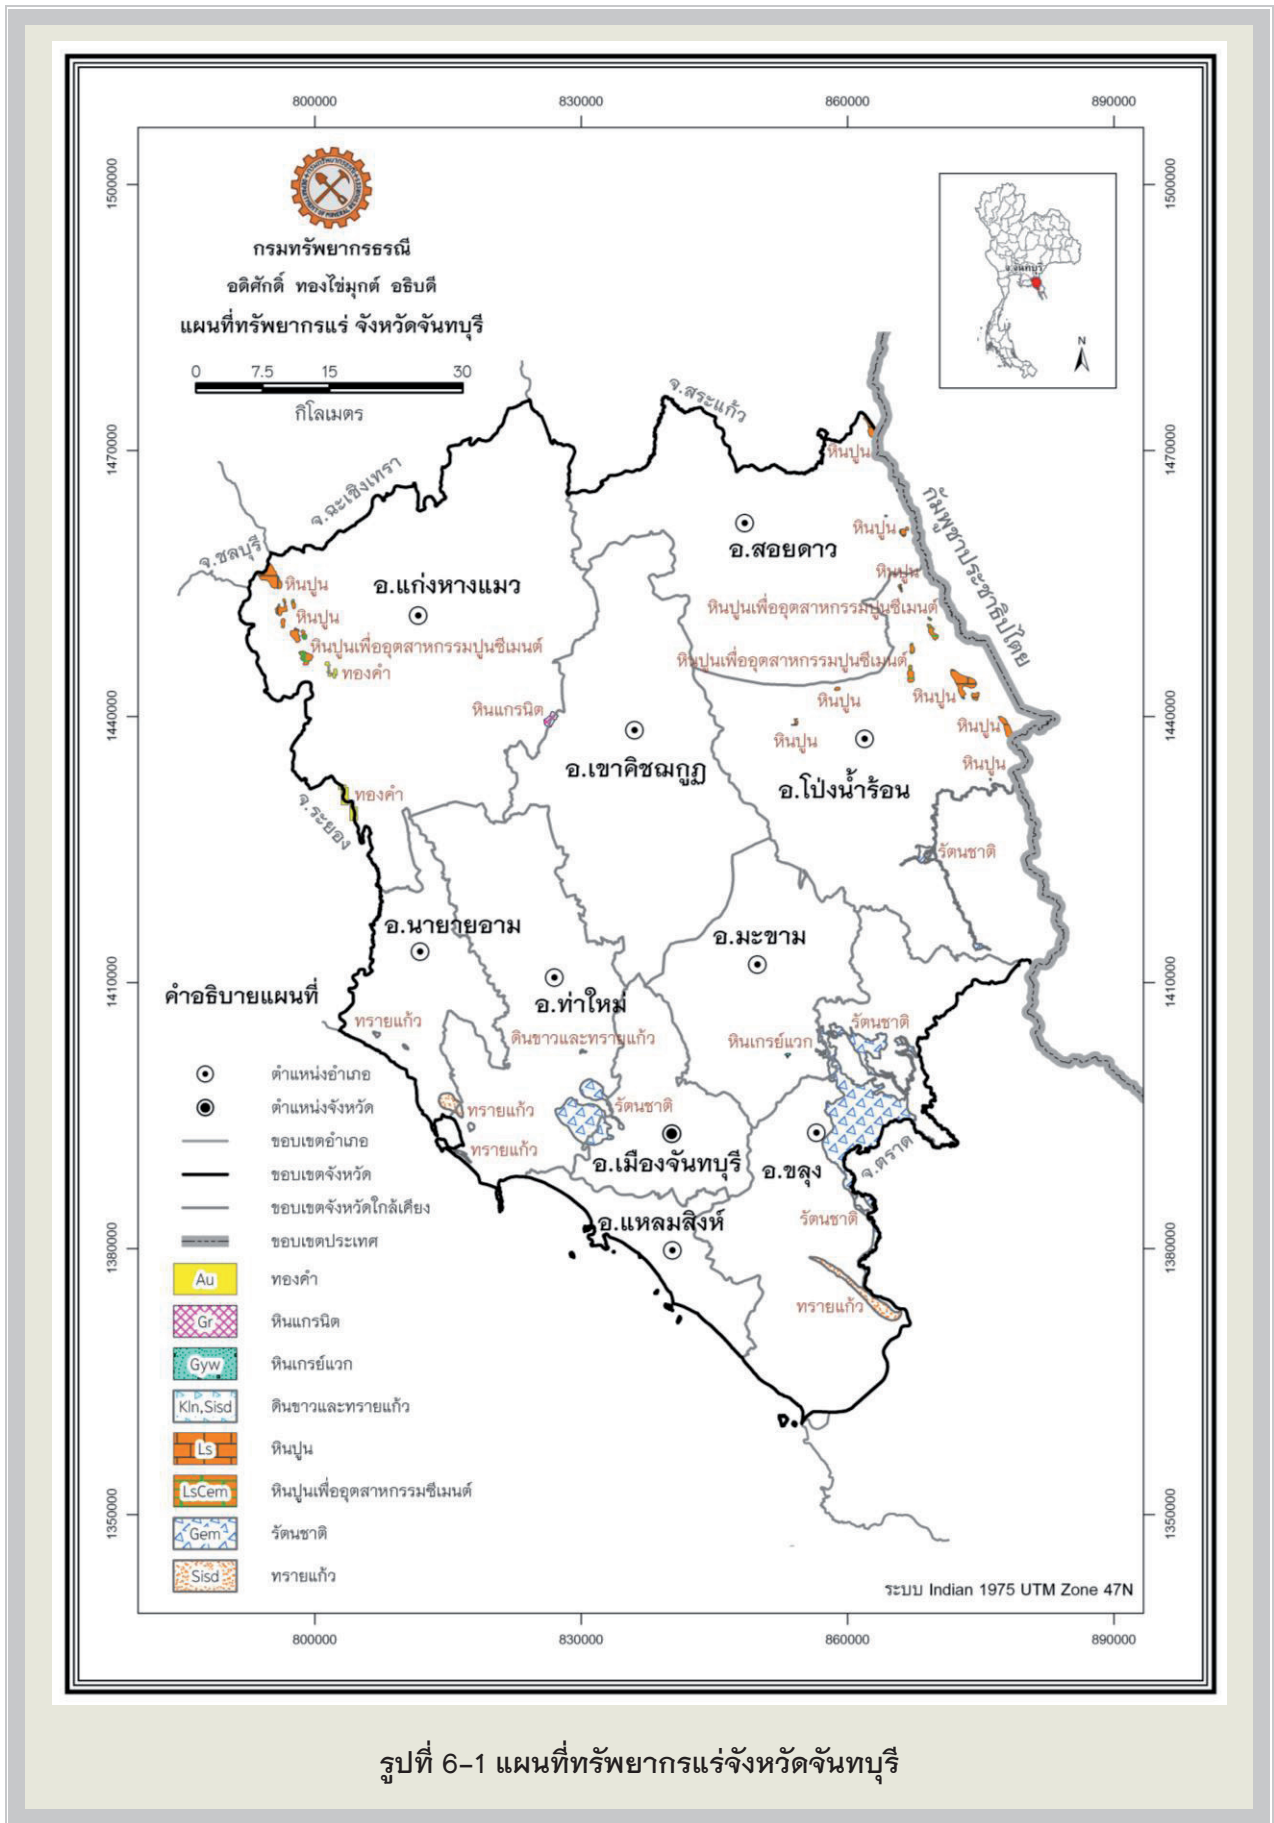 800000 830000 860000 890000
1500000 1500000
กรมทรัพยากรธรณี
อดิศักดิ์ ทองไข่มุกต์ อธิบดี
แผนที่ทรัพยากรแร่ จังหวัดจันทบุรี
0 7.5 15 30
กิโลเมตร
จ.จันทบุรี
N
จ.สระแก้ว
1470000 1470000
หินปูน
จ.ฉะเชิงเทรา
กัมพูชาประชาธิปไตย
หินปูน
อ.สอยดาว
จ.ชลบุรี
หินปูน
หินปูน
อ.แก่งหางแมว
หินปูนเพื่ออุตสาหกรรมปูนซีเมนต์
หินปูน
หินปูนเพื่ออุตสาหกรรมปูนซีเมนต์
หินปูนเพื่ออุตสาหกรรมปูนซีเมนต์
ทองคำ
หินปูน
หินปูน
หินแกรนิต
1440000 1440000
หินปูน
หินปูน
หินปูน
อ.เขาคิชฌกูฏ
อ.โป่งน้ำร้อน
ทองคำ
จ.ระยอง
รัตนชาติ
อ.นายายอาม
อ.มะขาม
1410000 1410000
คำอธิบายแผนที่
อ.ท่าใหม่
ทรายแก้ว
รัตนชาติ
ดินขาวและทรายแก้ว
หินเกรย์แวก
ตำแหน่งอำเภอ
ตำแหน่งจังหวัด
ทรายแก้ว
รัตนชาติ
ขอบเขตอำเภอ
ทรายแก้ว
อ.เมืองจันทบุรี
อ.ขลุง
จ.ตราด
ขอบเขตจังหวัด
ขอบเขตจังหวัดใกล้เคียง
อ.แหลมสิงห์
รัตนชาติ
ขอบเขตประเทศ
1380000 1380000
Au ทองคำ
ทรายแก้ว
Gr หินแกรนิต
Gyw หินเกรย์แวก
Kln,Sisd ดินขาวและทรายแก้ว
Ls หินปูน
LsCem หินปูนเพื่ออุตสาหกรรมซีเมนต์
1350000 1350000
Gem รัตนชาติ
Sisd ทรายแก้ว
ระบบ Indian 1975 UTM Zone 47N
800000 830000 860000 890000
รูปที่ 6-1 แผนที่ทรัพยากรแร่จังหวัดจันทบุรี